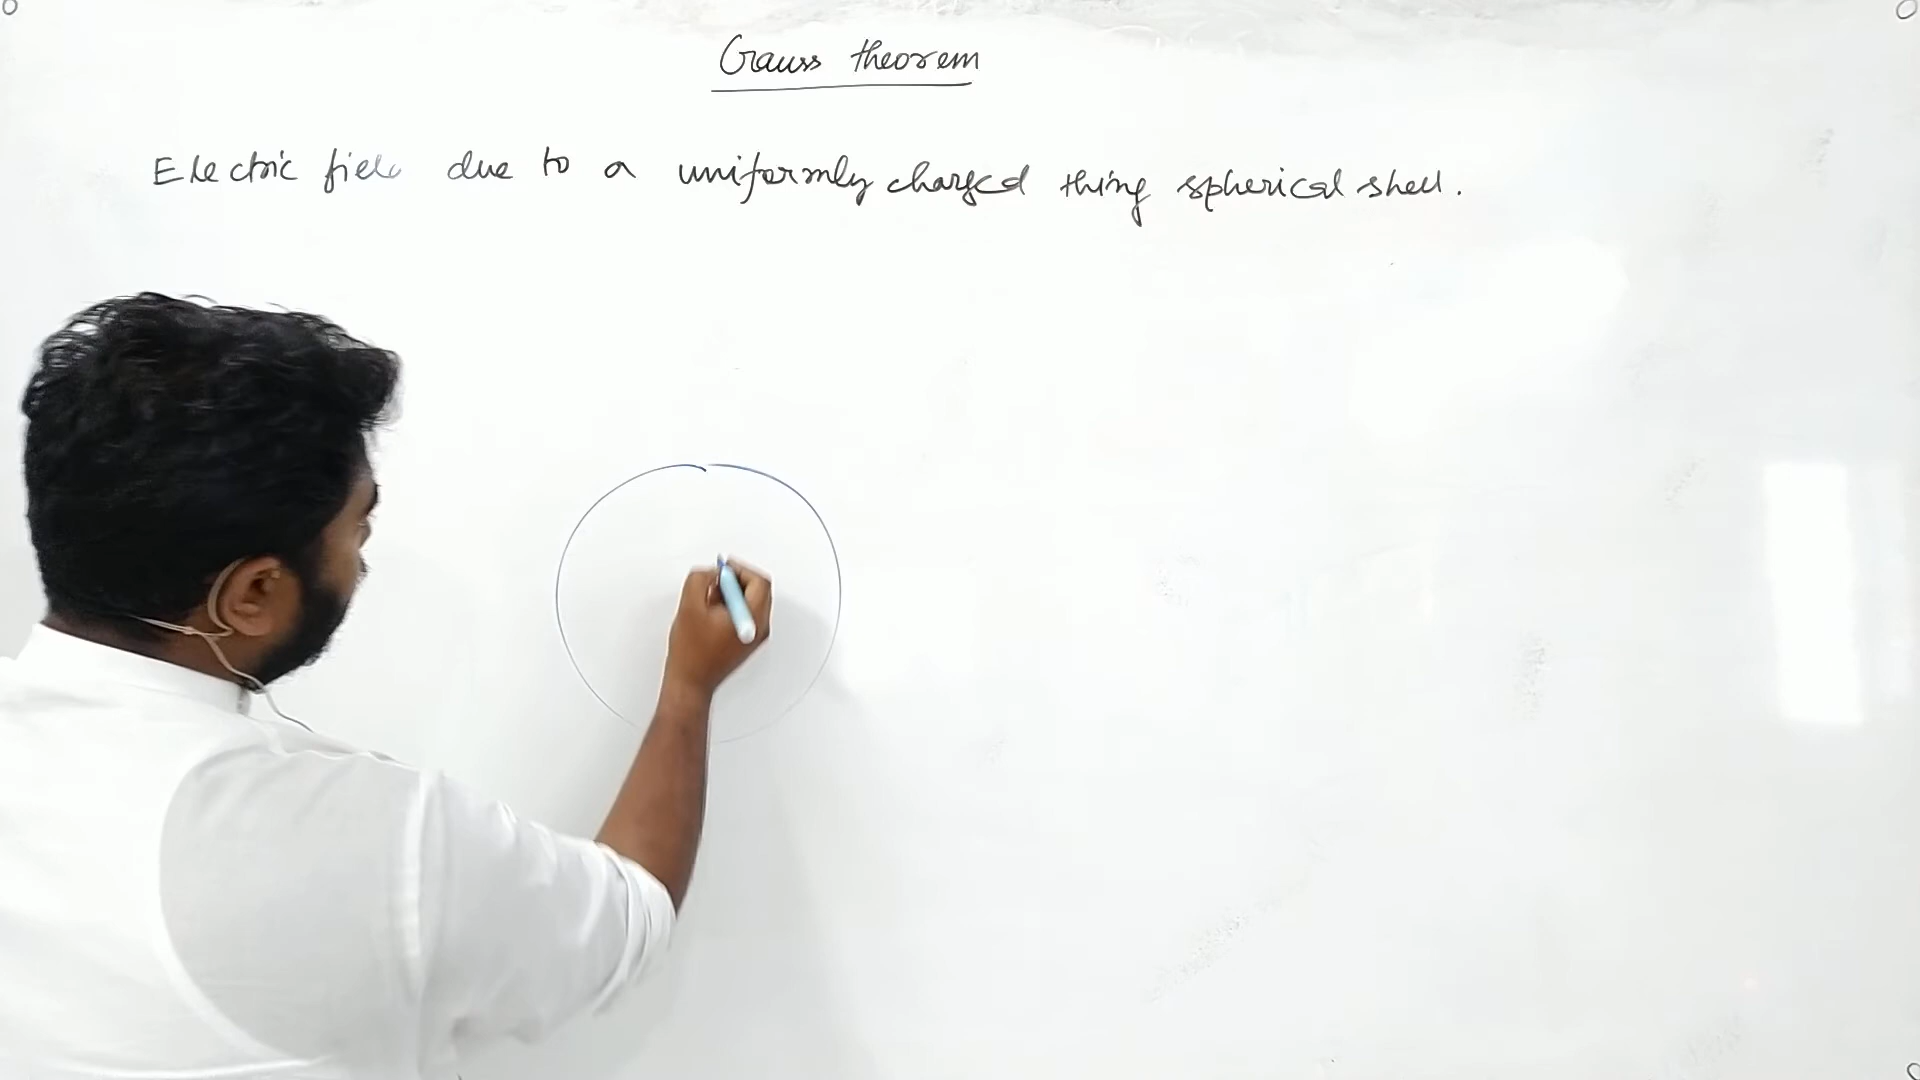 Gauss theorem
Electric field due to a uniformly charged thing spherical shell.